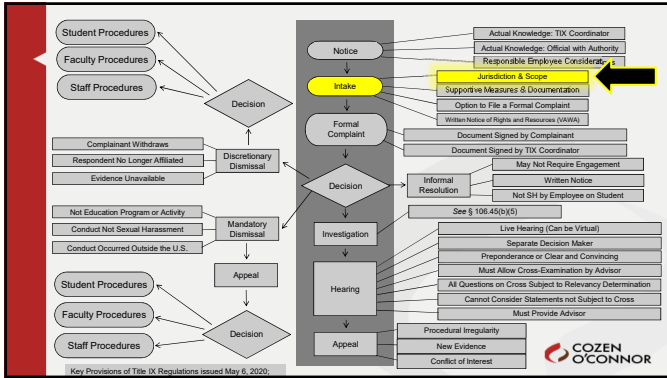 Student Procedures
Faculty Procedures
Staff Procedures
Decision
Complainant Withdraws
Respondent No Longer Affiliated
Evidence Unavailable
Discretionary
Dismissal
Not Education Program or Activity
Conduct Not Sexual Harassment
Conduct Occurred Outside the U.S.
Mandatory
Dismissal
Appeal
Student Procedures
Faculty Procedures
Staff Procedures
Decision
Key Provisions of Title IX Regulations issued May 6, 2020;
Notice
Intake
Formal
Complaint
Decision
Investigation
Hearing
Appeal
Actual Knowledge: TIX Coordinator
Actual Knowledge: Official with Authority
Responsible Employee Considerations
Jurisdiction & Scope
Supportive Measures & Documentation
Option to File a Formal Complaint
Written Notice of Rights and Resources (VAWA)
Document Signed by Complainant
Document Signed by TIX Coordinator
Informal
Resolution
May Not Require Engagement
Written Notice
Not SH by Employee on Student
See § 106.45(b)(5)
Live Hearing (Can be Virtual)
Separate Decision Maker
Preponderance or Clear and Convincing
Must Allow Cross-Examination by Advisor
All Questions on Cross Subject to Relevancy Determination
Cannot Consider Statements not Subject to Cross
Must Provide Advisor
Procedural Irregularity
New Evidence
Conflict of Interest
COZEN
O'CONNOR